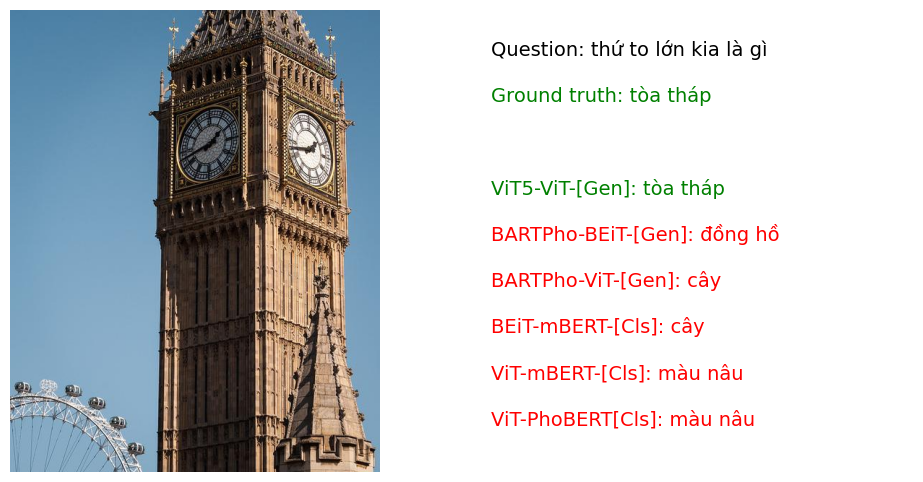 Question: thứ to lớn kia là gì
Ground truth: tòa tháp
ViT5-ViT-[Gen]: tòa tháp
BARTPho-BEiT-[Gen]: đồng hồ
BARTPho-ViT-[Gen]: cây
BEiT-mBERT-[Cls]: cây
ViT-mBERT-[Cls]: màu nâu
ViT-PhoBERT[Cls]: màu nâu